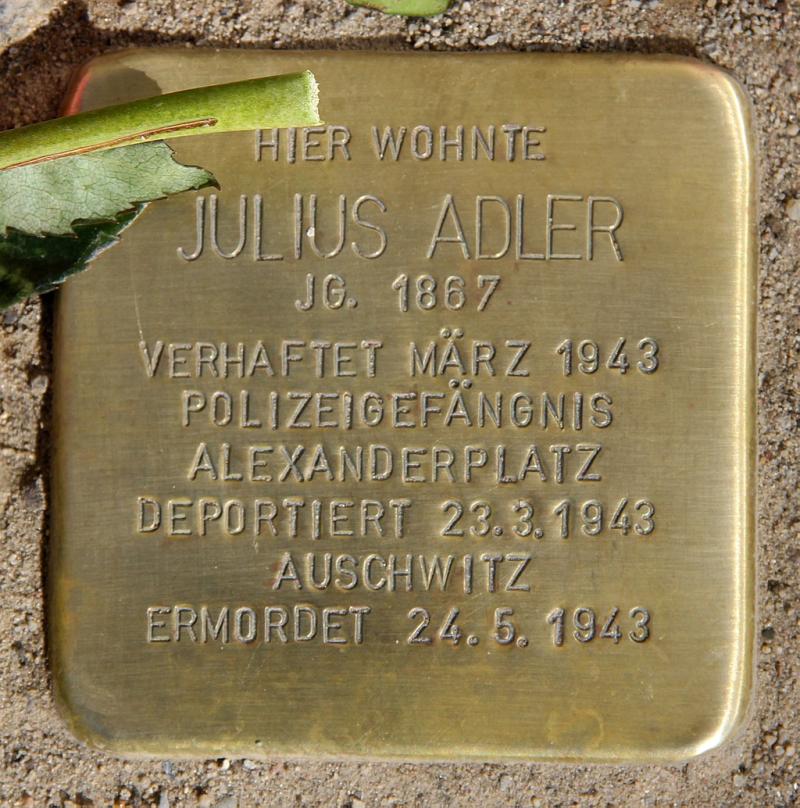 HIER WOHNTE
JULIUS ADLER
JG. 1867
VERHAFTET MÄRZ 1943
POLIZEIGEFÄNGNIS
ALEXANDERPLATZ
DEPORTIERT 23.3.1943
AUSCHWITZ
ERMORDET 24.5.1943